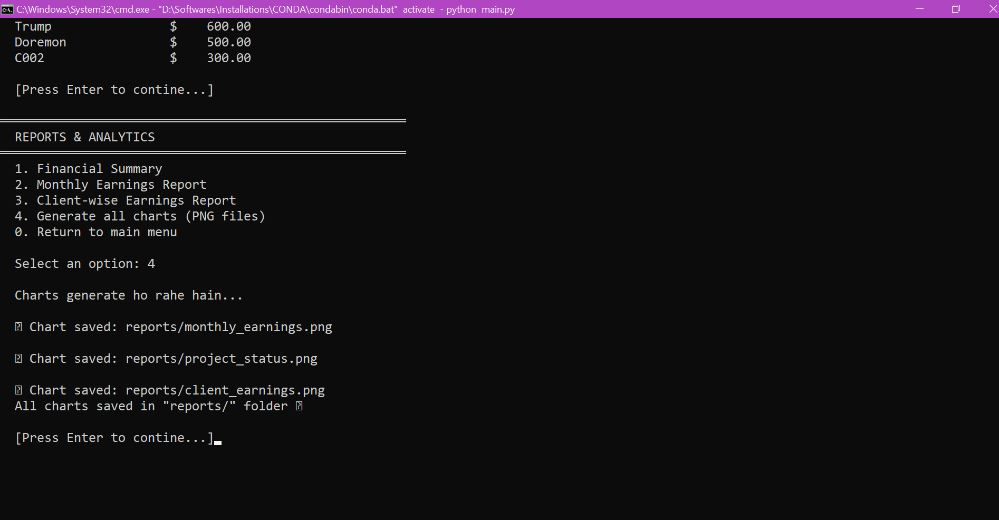 C:\Windows\System32\cmd.exe - "D:\Softwares\Installations\CONDA\condabin\conda.bat"  activate  - python  main.py
Trump                     $    600.00
Doremon                   $    500.00
C002                      $    300.00
[Press Enter to contine...]
REPORTS & ANALYTICS
1. Financial Summary
2. Monthly Earnings Report
3. Client-wise Earnings Report
4. Generate all charts (PNG files)
0. Return to main menu
Select an option: 4
Charts generate ho rahe hain...
Chart saved: reports/monthly_earnings.png
Chart saved: reports/project_status.png
Chart saved: reports/client_earnings.png
All charts saved in "reports/" folder
[Press Enter to contine...]